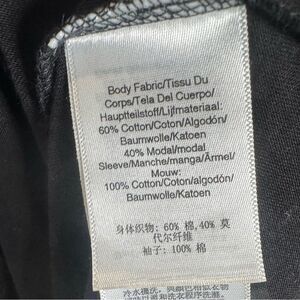 Body Fabric/Tissu Du
Corps/Tela Del Cuerpo/
Hauptteilstoff/Lijfmateriaal:
60% Cotton/Coton/Algodón/
Baumwolle/Katoen
40% Modal/modal
Sleeve/Manche/manga/Ärmel/
Mouw:
100% Cotton/Coton/algodón/
Baumwolle/Katoen
身体织物: 60% 棉,40% 莫
代尔纤维
袖子: 100% 棉